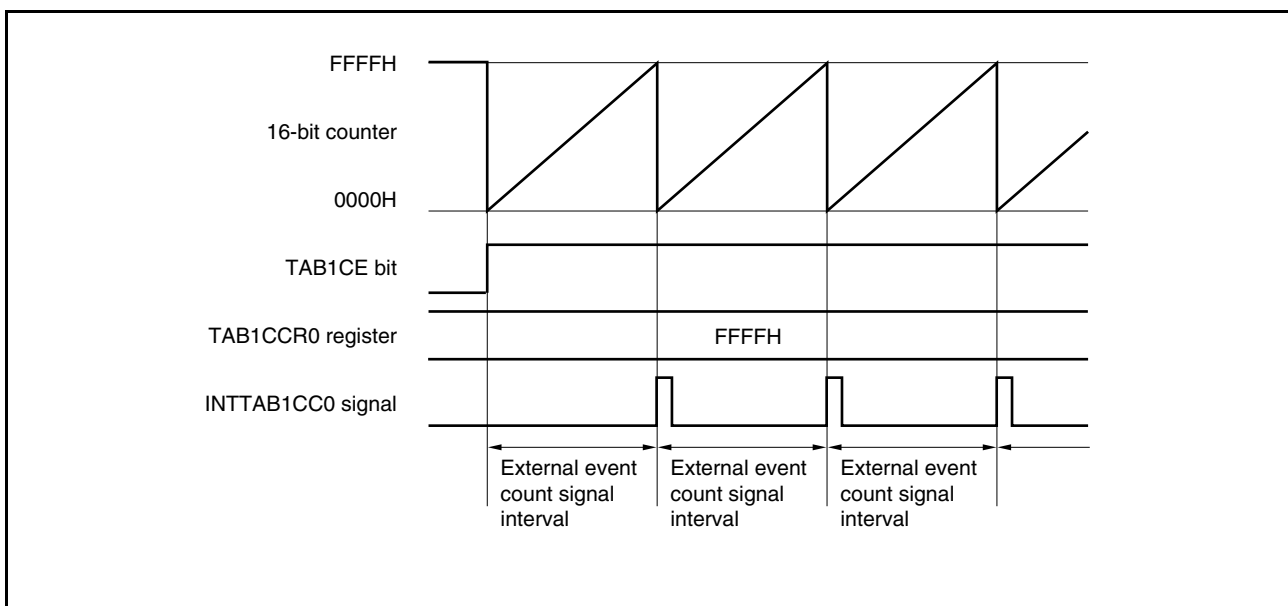 FFFFH
16-bit counter
0000H
TAB1CE bit
TAB1CCR0 register
FFFFH
INTTAB1CC0 signal
External event
count signal
interval
External event
count signal
interval
External event
count signal
interval